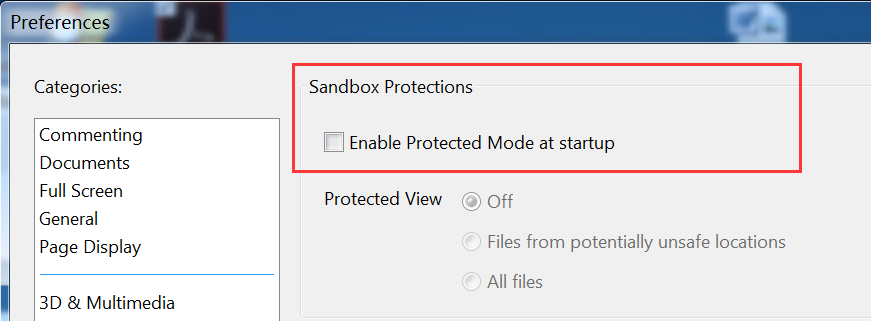 Preferences
Categories:
Commenting
Documents
Full Screen
General
Page Display
3D & Multimedia
Sandbox Protections
Enable Protected Mode at startup
Protected View
Off
Files from potentially unsafe locations
All files